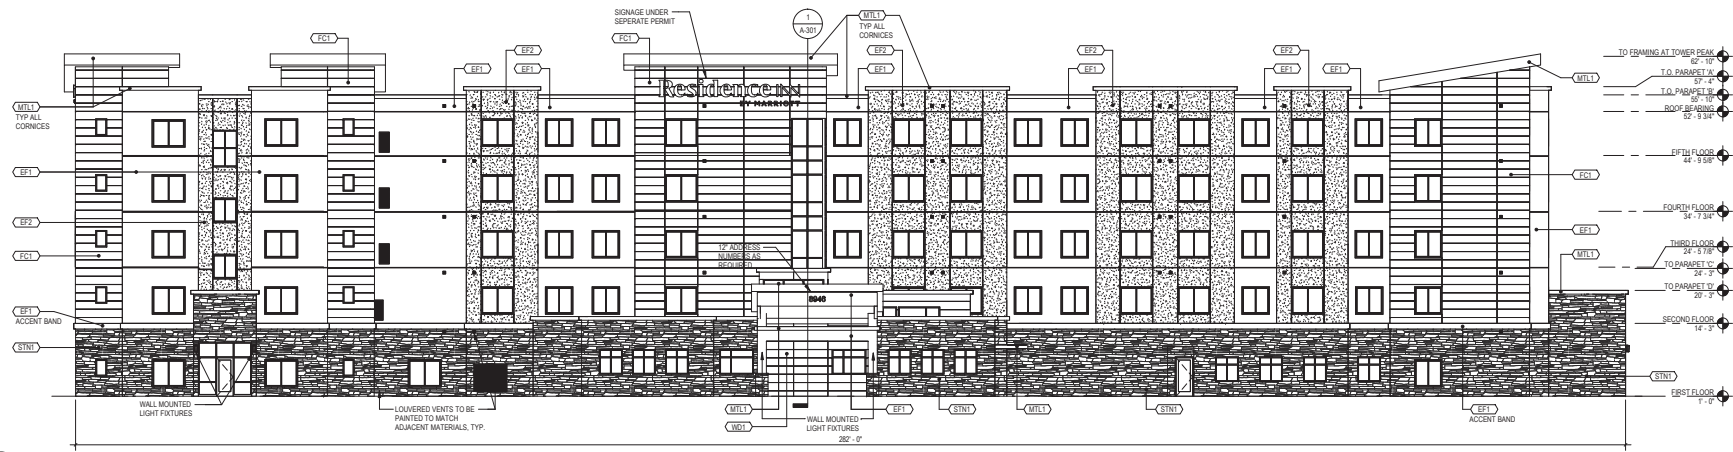 SIGNAGE UNDER
SEPERATE PERMIT
1
A-301
MTL1
TYP ALL
CORNICES
FC1
FC1
EF2
EF2
EF2
EF2
EF1
EF1
EF1
EF1
EF1
EF1
EF1
TO FRAMING AT TOWER PEAK
62' - 10"
T.O. PARAPET 'A'
57' - 4"
T.O. PARAPET 'B'
55' - 10"
ROOF BEARING
52' - 9 3/4"
MTL1
Residence INN
BY MARRIOTT
MTL1
TYP ALL
CORNICES
FIFTH FLOOR
44' - 9 5/8"
EF1
FC1
FOURTH FLOOR
34' - 7 3/4"
EF2
EF1
12" ADDRESS
NUMBERS AS
REQUIRED
THIRD FLOOR
24' - 5 7/8"
FC1
MTL1
TO PARAPET 'C'
24' - 3"
TO PARAPET 'D'
20' - 3"
8946
EF1
ACCENT BAND
SECOND FLOOR
14' - 3"
STN1
STN1
FIRST FLOOR
1' - 0"
WALL MOUNTED
LIGHT FIXTURES
LOUVERED VENTS TO BE
PAINTED TO MATCH
ADJACENT MATERIALS, TYP.
MTL1
WD1
WALL MOUNTED
LIGHT FIXTURES
EF1
STN1
MTL1
STN1
EF1
ACCENT BAND
282' - 0"